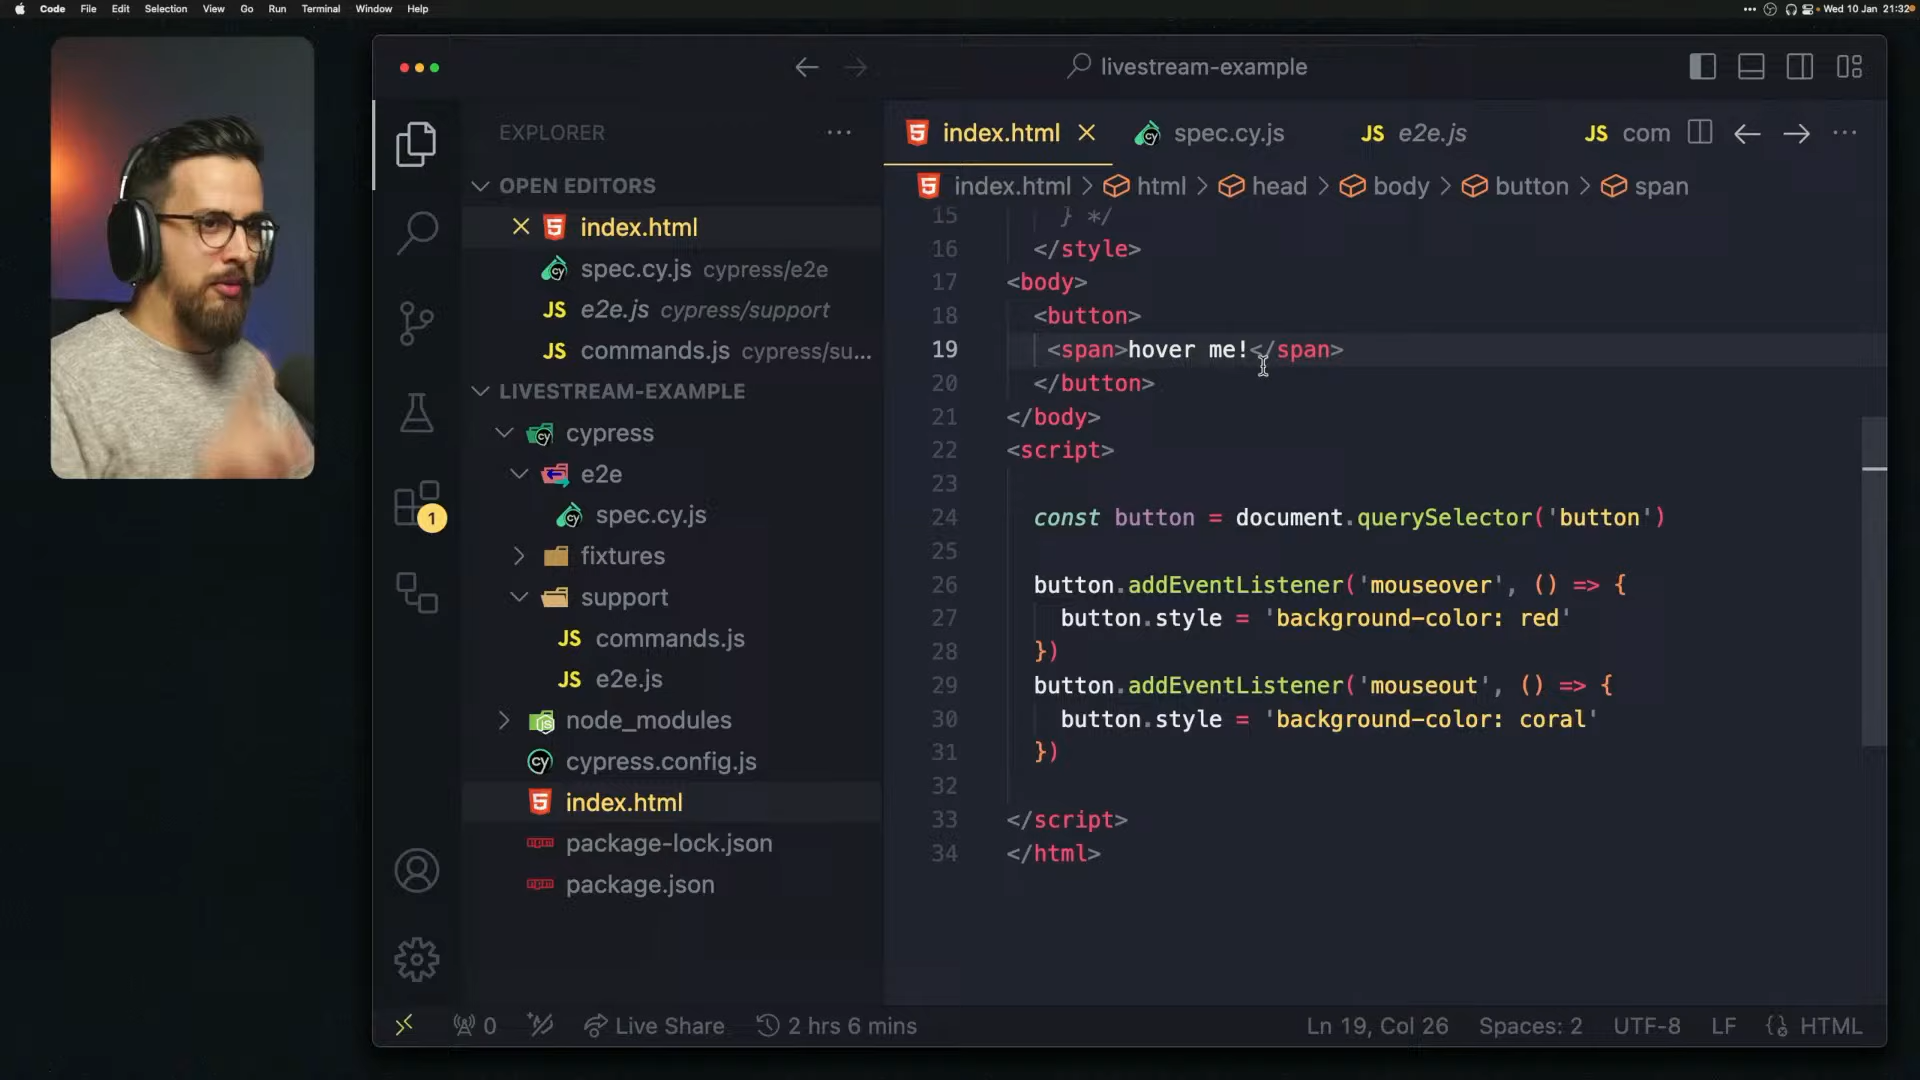 Code File Edit Selection View Go Run Terminal Window Help
Wed 10 Jan 21:32
livestream-example
EXPLORER
OPEN EDITORS
index.html
spec.cy.js cypress/e2e
JS e2e.js cypress/support
JS commands.js cypress/su...
LIVESTREAM-EXAMPLE
cypress
e2e
spec.cy.js
fixtures
support
JS commands.js
JS e2e.js
node_modules
cypress.config.js
index.html
package-lock.json
package.json
1
index.html spec.cy.js JS e2e.js JS com
index.html > html > head > body > button > span
15 } */
16 </style>
17 <body>
18 <button>
19 <span>hover me!</span>
20 </button>
21 </body>
22 <script>
23
24 const button = document.querySelector('button')
25
26 button.addEventListener('mouseover', () => {
27 button.style = 'background-color: red'
28 })
29 button.addEventListener('mouseout', () => {
30 button.style = 'background-color: coral'
31 })
32
33 </script>
34 </html>
0 Live Share 2 hrs 6 mins Ln 19, Col 26 Spaces: 2 UTF-8 LF HTML